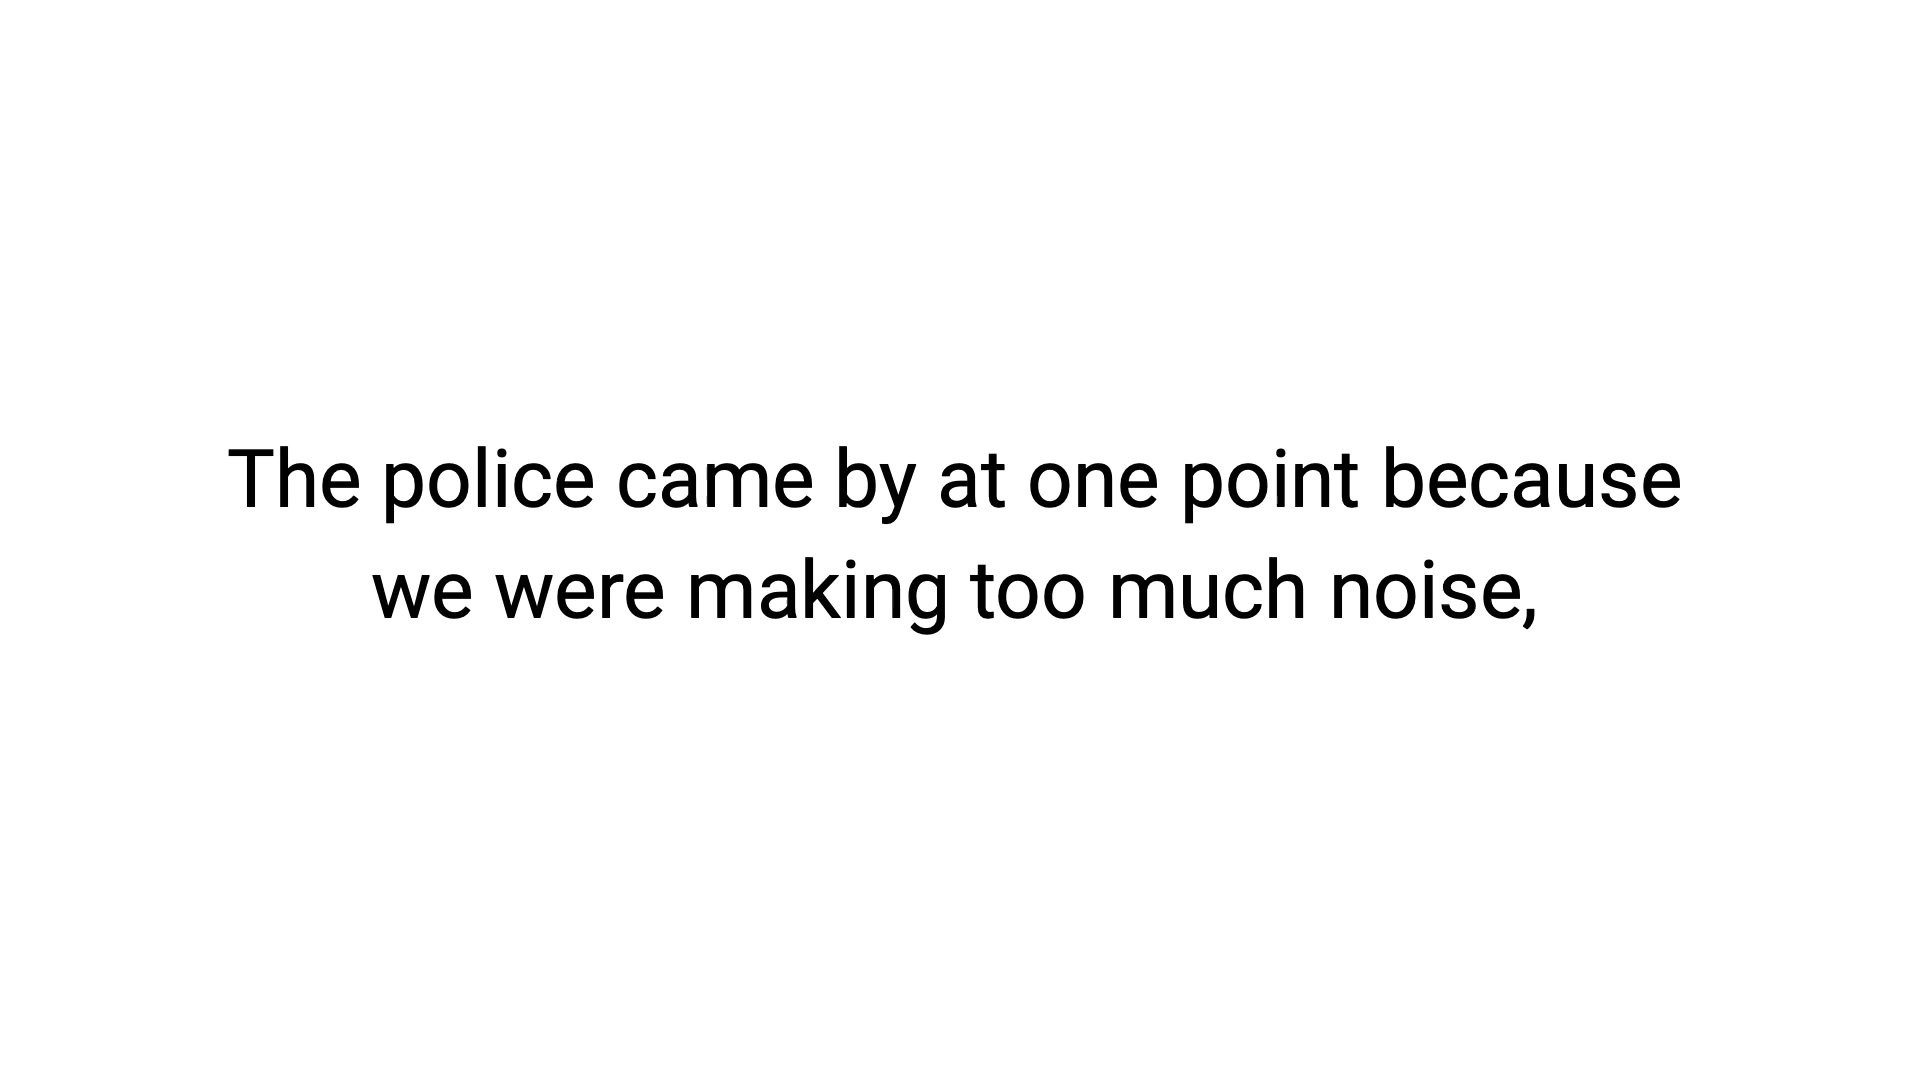 The police came by at one point because
we were making too much noise,